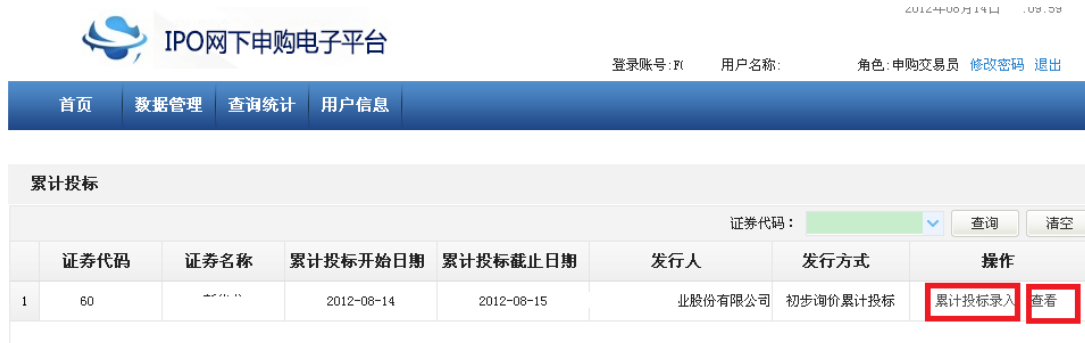 2012年08月14日 :09:59
IPO网下申购电子平台
登录账号:F( 用户名称: 角色:申购交易员 修改密码 退出
首页 数据管理 查询统计 用户信息
累计投标
证券代码： 查询 清空
证券代码 证券名称 累计投标开始日期 累计投标截止日期 发行人 发行方式 操作
1 60 2012-08-14 2012-08-15 业股份有限公司 初步询价累计投标 累计投标录入 查看